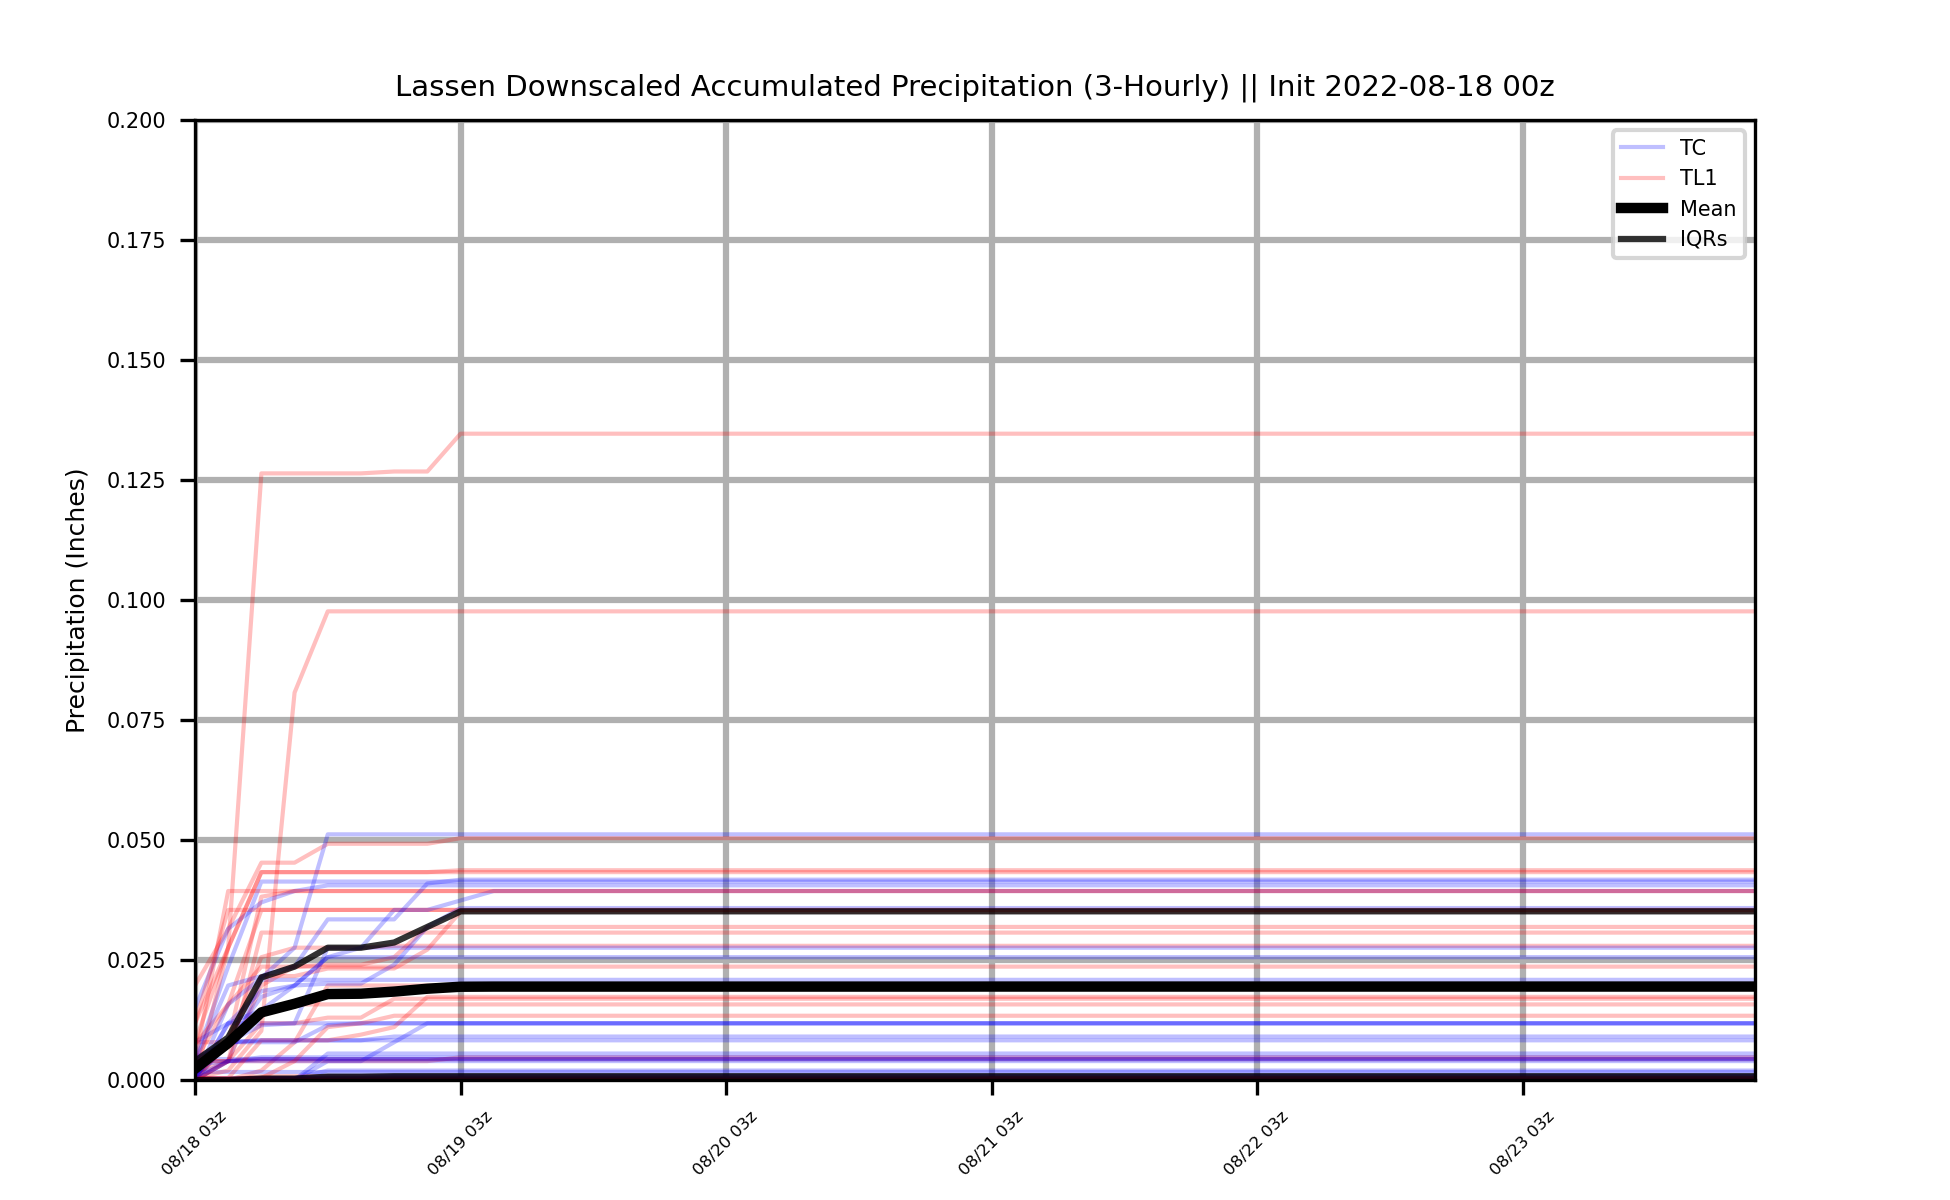 Lassen Downscaled Accumulated Precipitation (3-Hourly) || Init 2022-08-18 00z
Precipitation (Inches)
0.200
0.175
0.150
0.125
0.100
0.075
0.050
0.025
0.000
TC
TL1
Mean
IQRs
08/18 03z
08/19 03z
08/20 03z
08/21 03z
08/22 03z
08/23 03z